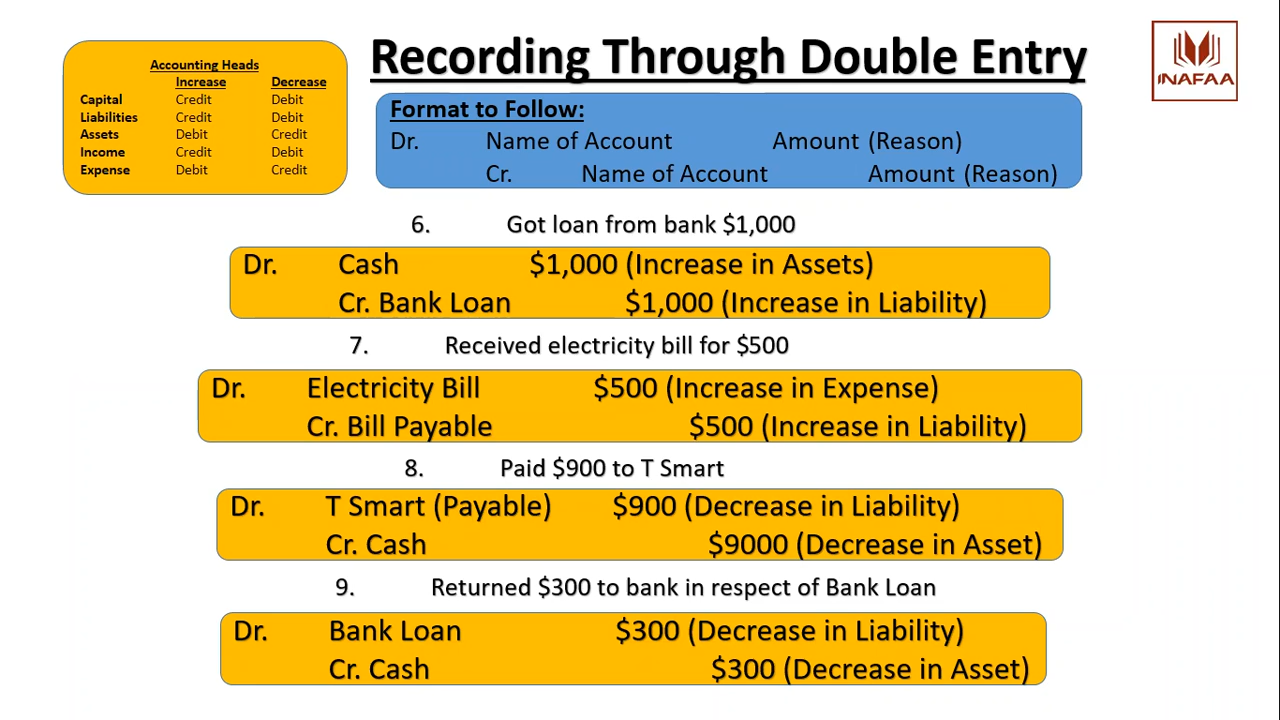 Recording Through Double Entry
INAFAA
Accounting Heads
Increase Decrease
Capital Credit Debit
Liabilities Credit Debit
Assets Debit Credit
Income Credit Debit
Expense Debit Credit
Format to Follow:
Dr. Name of Account Amount (Reason)
Cr. Name of Account Amount (Reason)
6. Got loan from bank $1,000
Dr. Cash $1,000 (Increase in Assets)
Cr. Bank Loan $1,000 (Increase in Liability)
7. Received electricity bill for $500
Dr. Electricity Bill $500 (Increase in Expense)
Cr. Bill Payable $500 (Increase in Liability)
8. Paid $900 to T Smart
Dr. T Smart (Payable) $900 (Decrease in Liability)
Cr. Cash $9000 (Decrease in Asset)
9. Returned $300 to bank in respect of Bank Loan
Dr. Bank Loan $300 (Decrease in Liability)
Cr. Cash $300 (Decrease in Asset)